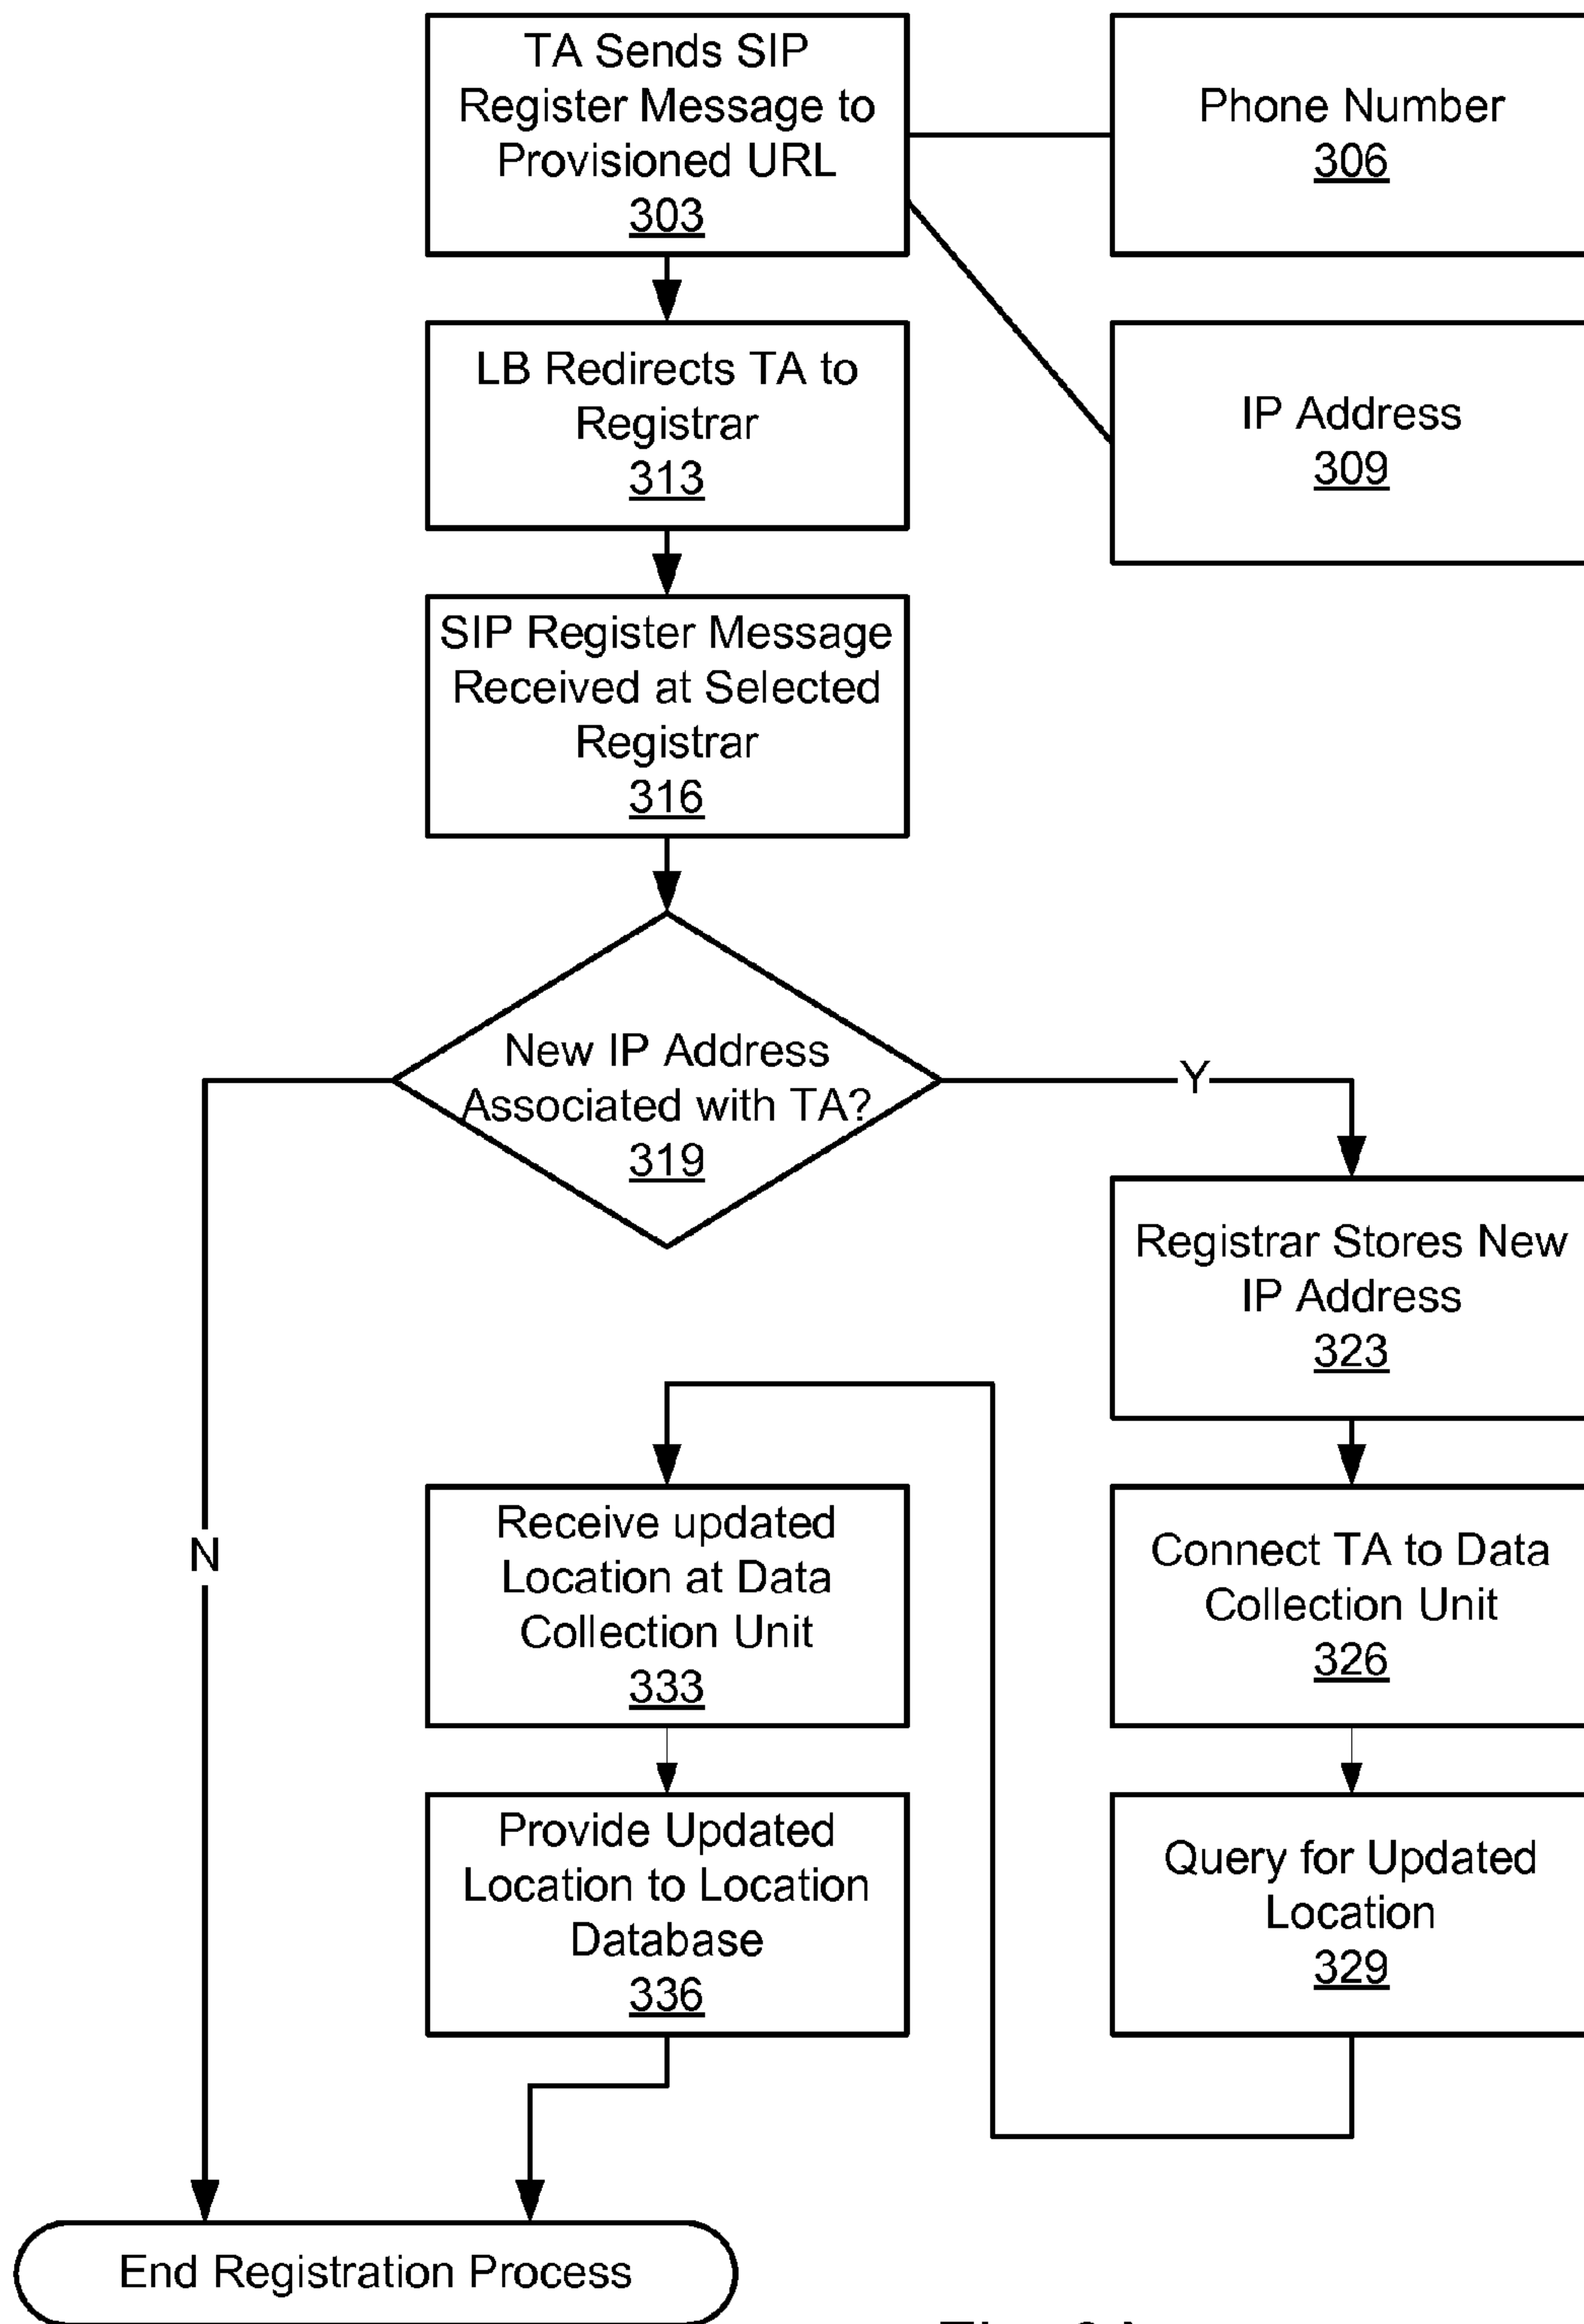 TA Sends SIP
Register Message to
Provisioned URL
303
Phone Number
306
IP Address
309
LB Redirects TA to
Registrar
313
SIP Register Message
Received at Selected
Registrar
316
New IP Address
Associated with TA?
319
Y
N
Registrar Stores New
IP Address
323
Connect TA to Data
Collection Unit
326
Query for Updated
Location
329
Receive updated
Location at Data
Collection Unit
333
Provide Updated
Location to Location
Database
336
End Registration Process